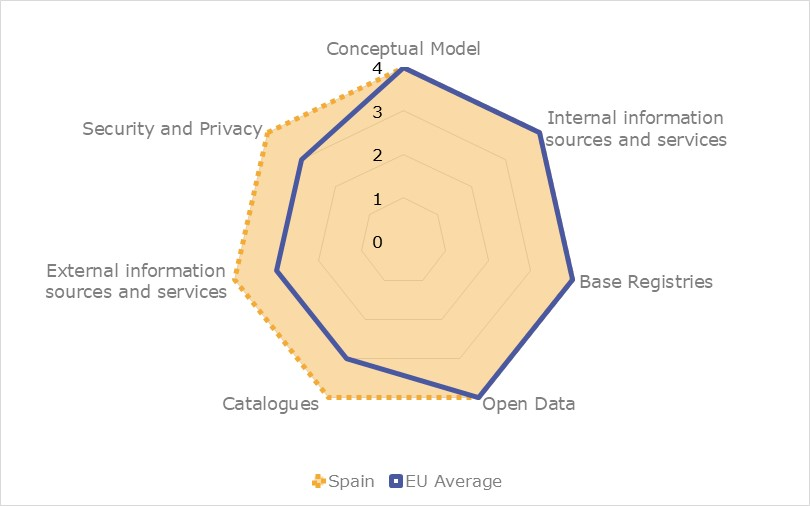 Conceptual Model
4
Internal information
sources and services
3
Security and Privacy
2
1
0
External information
sources and services
Base Registries
Catalogues
Open Data
Spain
EU Average